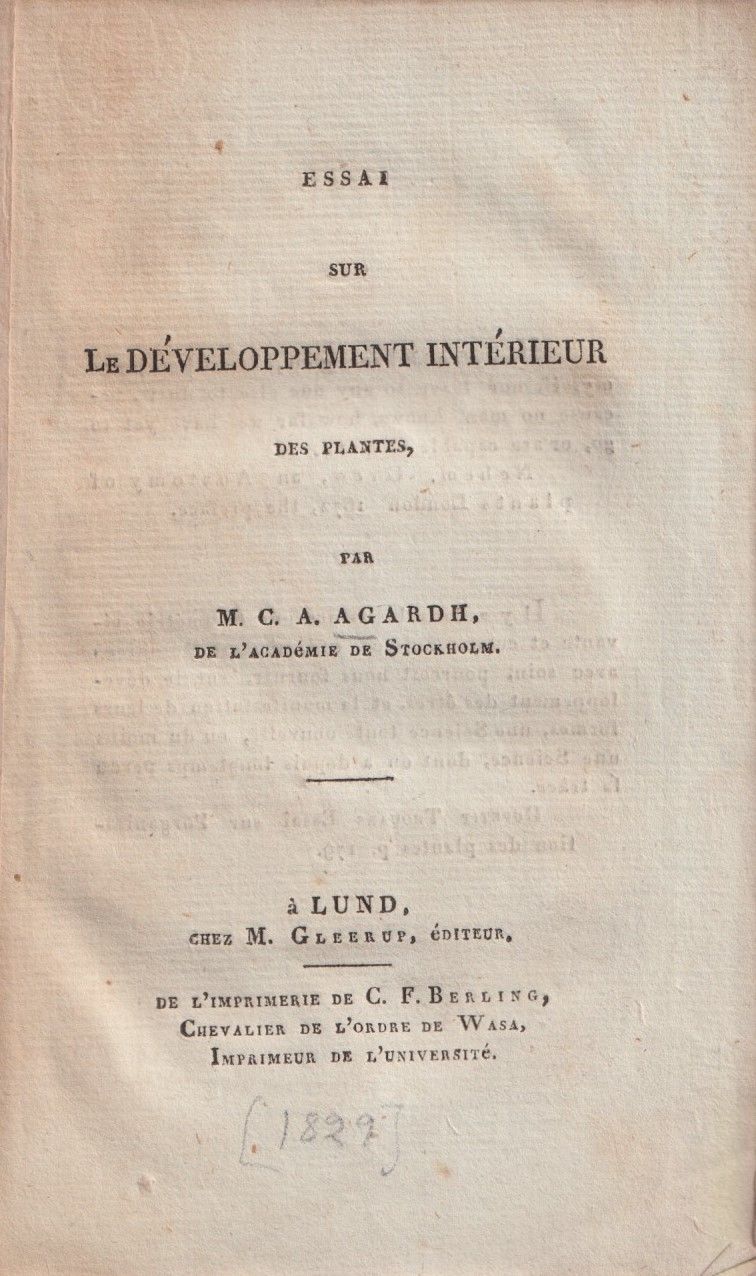 ESSAI
SUR
LE DÉVELOPPEMENT INTÉRIEUR
DES PLANTES,
PAR
M. C. A. AGARDH,
DE L'ACADéMIE DE STOCKHOLM.
à LUND,
CHEZ M. GLEERUP, éDITEUR,
DE L'IMPRIMERIE DE C. F. BERLING,
CHEVALIER DE L'ORDRE DE WASA,
IMPRIMEUR DE L'UNIVERSITé.
[1829]